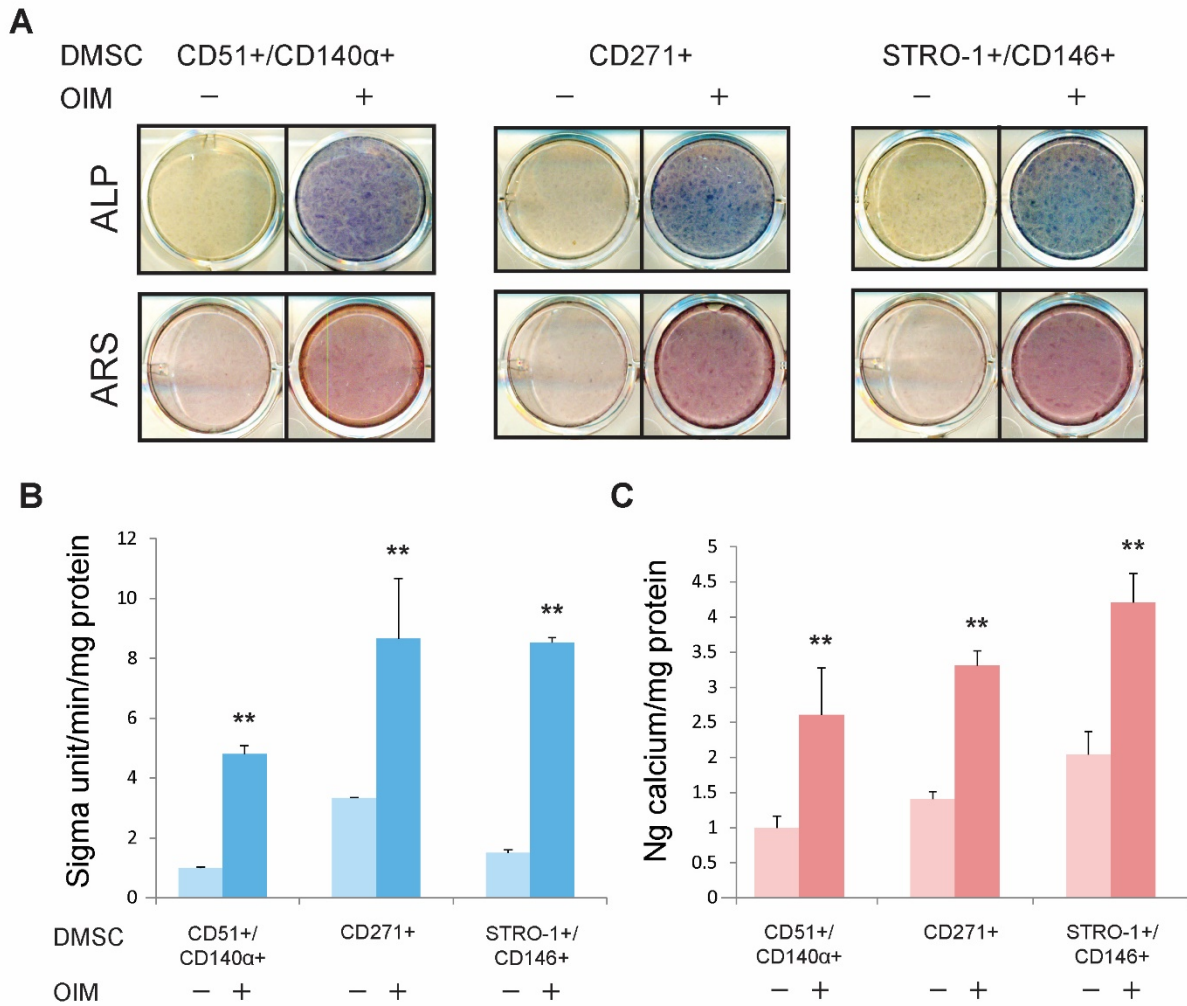 A
DMSC CD51+/CD140α+ CD271+ STRO-1+/CD146+
OIM − + − + − +
ALP
ARS
B
Sigma unit/min/mg protein
12
10
8
6
4
2
0
** ** **
DMSC CD51+/ CD140α+ CD271+ STRO-1+/ CD146+
OIM − + − + − +
C
Ng calcium/mg protein
5
4.5
4
3.5
3
2.5
2
1.5
1
0.5
0
** ** **
CD51+/ CD140α+ CD271+ STRO-1+/ CD146+
− + − + − +